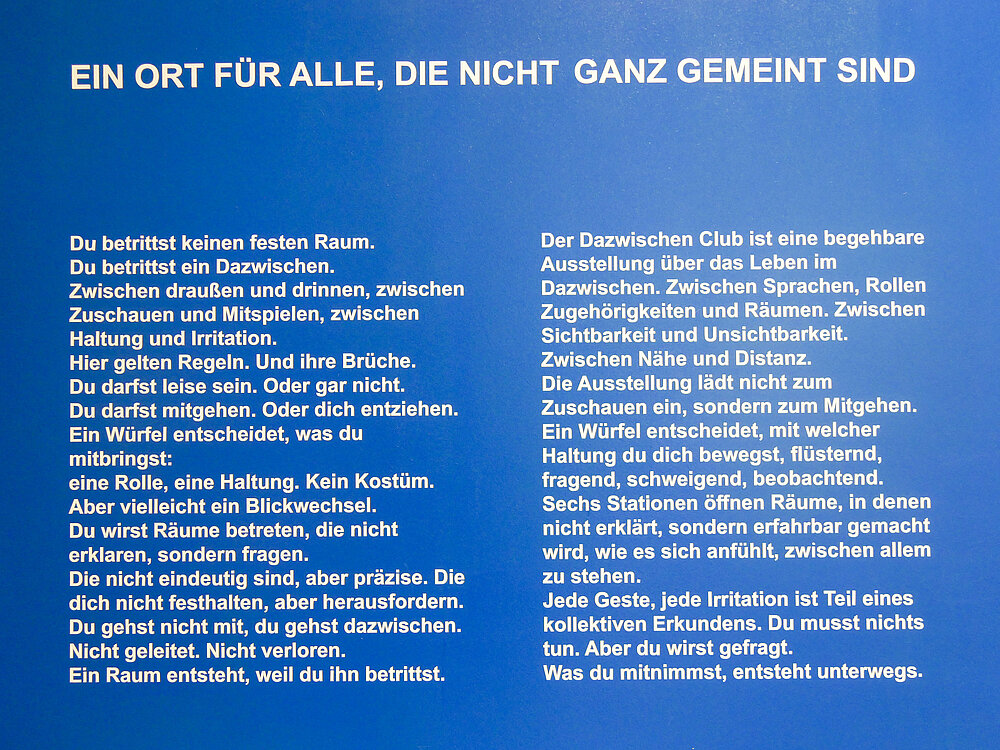 EIN ORT FÜR ALLE, DIE NICHT GANZ GEMEINT SIND
Du betrittst keinen festen Raum.
Du betrittst ein Dazwischen.
Zwischen draußen und drinnen, zwischen
Zuschauen und Mitspielen, zwischen
Haltung und Irritation.
Hier gelten Regeln. Und ihre Brüche.
Du darfst leise sein. Oder gar nicht.
Du darfst mitgehen. Oder dich entziehen.
Ein Würfel entscheidet, was du
mitbringst:
eine Rolle, eine Haltung. Kein Kostüm.
Aber vielleicht ein Blickwechsel.
Du wirst Räume betreten, die nicht
erklaren, sondern fragen.
Die nicht eindeutig sind, aber präzise. Die
dich nicht festhalten, aber herausfordern.
Du gehst nicht mit, du gehst dazwischen.
Nicht geleitet. Nicht verloren.
Ein Raum entsteht, weil du ihn betrittst.
Der Dazwischen Club ist eine begehbare
Ausstellung über das Leben im
Dazwischen. Zwischen Sprachen, Rollen
Zugehörigkeiten und Räumen. Zwischen
Sichtbarkeit und Unsichtbarkeit.
Zwischen Nähe und Distanz.
Die Ausstellung lädt nicht zum
Zuschauen ein, sondern zum Mitgehen.
Ein Würfel entscheidet, mit welcher
Haltung du dich bewegst, flüsternd,
fragend, schweigend, beobachtend.
Sechs Stationen öffnen Räume, in denen
nicht erklärt, sondern erfahrbar gemacht
wird, wie es sich anfühlt, zwischen allem
zu stehen.
Jede Geste, jede Irritation ist Teil eines
kollektiven Erkundens. Du musst nichts
tun. Aber du wirst gefragt.
Was du mitnimmst, entsteht unterwegs.